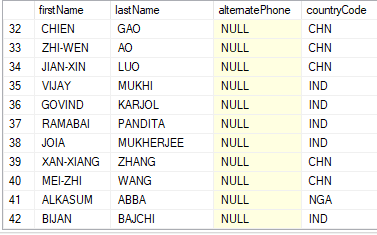 firstName lastName alternatePhone countryCode
32 CHIEN GAO NULL CHN
33 ZHI-WEN AO NULL CHN
34 JIAN-XIN LUO NULL CHN
35 VIJAY MUKHI NULL IND
36 GOVIND KARJOL NULL IND
37 RAMABAI PANDITA NULL IND
38 JOIA MUKHERJEE NULL IND
39 XAN-XIANG ZHANG NULL CHN
40 MEI-ZHI WANG NULL CHN
41 ALKASUM ABBA NULL NGA
42 BIJAN BAJCHI NULL IND